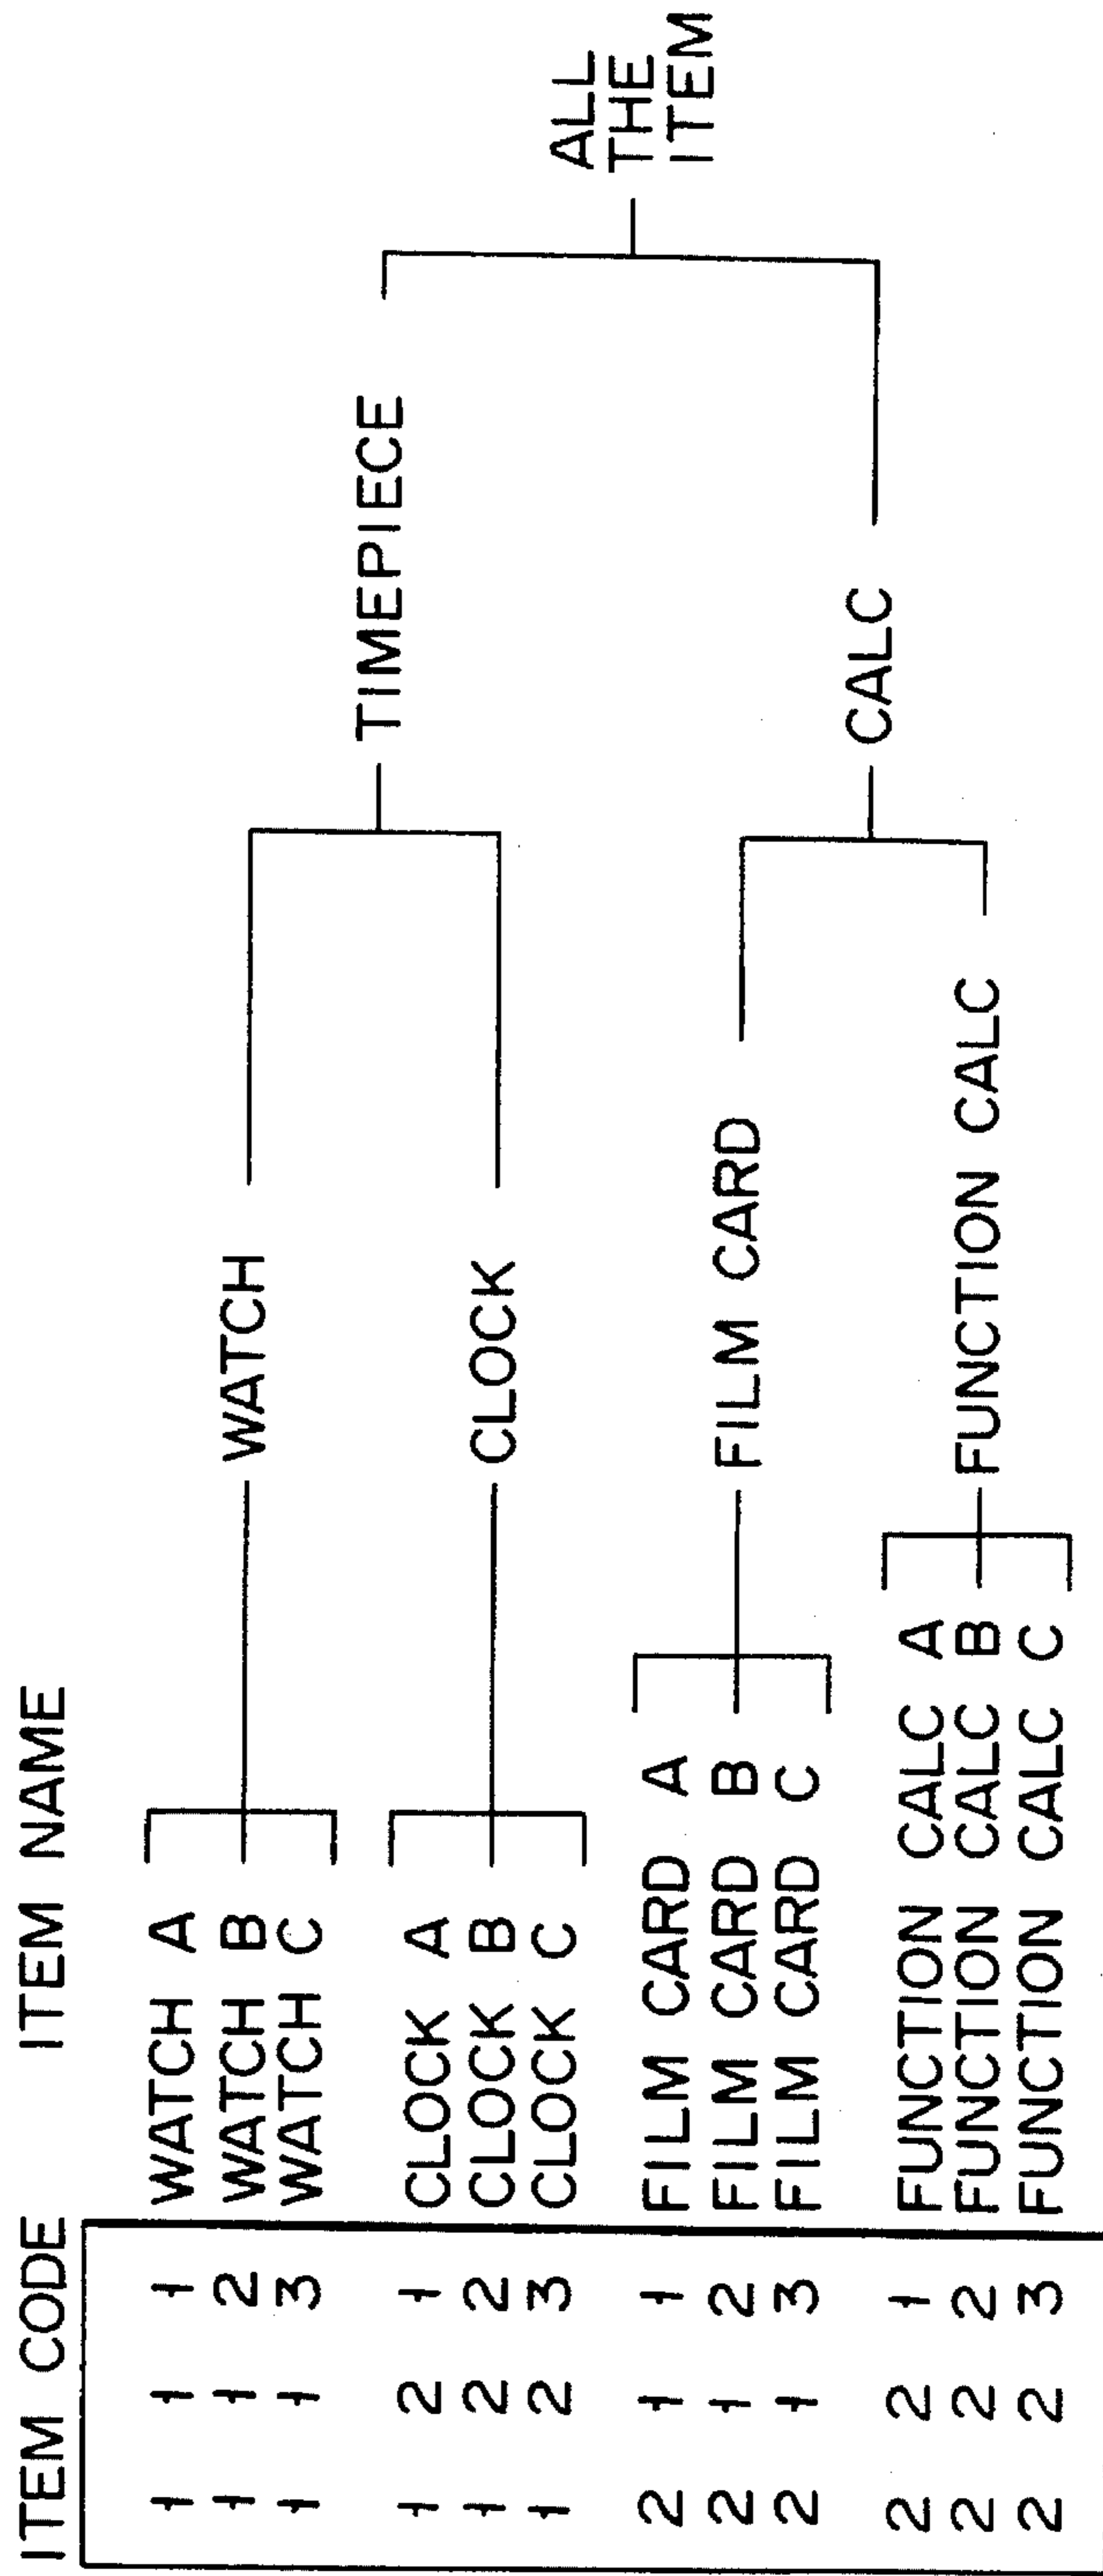 ITEM CODE ITEM NAME
1 1 1 WATCH A
1 1 2 WATCH B
1 1 3 WATCH C
WATCH
1 2 1 CLOCK A
1 2 2 CLOCK B
1 2 3 CLOCK C
CLOCK
TIMEPIECE
2 1 1 FILM CARD A
2 1 2 FILM CARD B
2 1 3 FILM CARD C
FILM CARD
2 2 1 FUNCTION CALC A
2 2 2 FUNCTION CALC B
2 2 3 FUNCTION CALC C
FUNCTION CALC
CALC
ALL
THE
ITEM